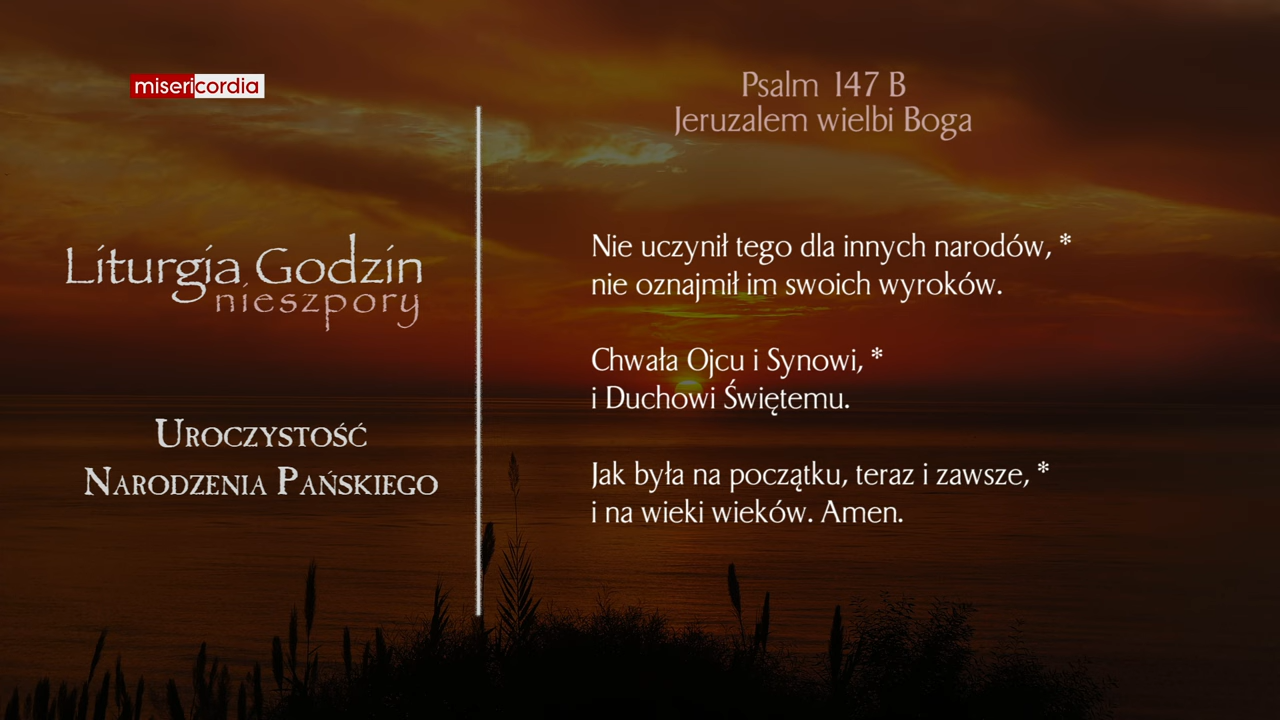 misericordia
Liturgia Godzin
nieszpory
Uroczystość
Narodzenia Pańskiego
Psalm 147 B
Jeruzalem wielbi Boga
Nie uczynił tego dla innych narodów, *
nie oznajmił im swoich wyroków.
Chwała Ojcu i Synowi, *
i Duchowi Świętemu.
Jak była na początku, teraz i zawsze, *
i na wieki wieków. Amen.